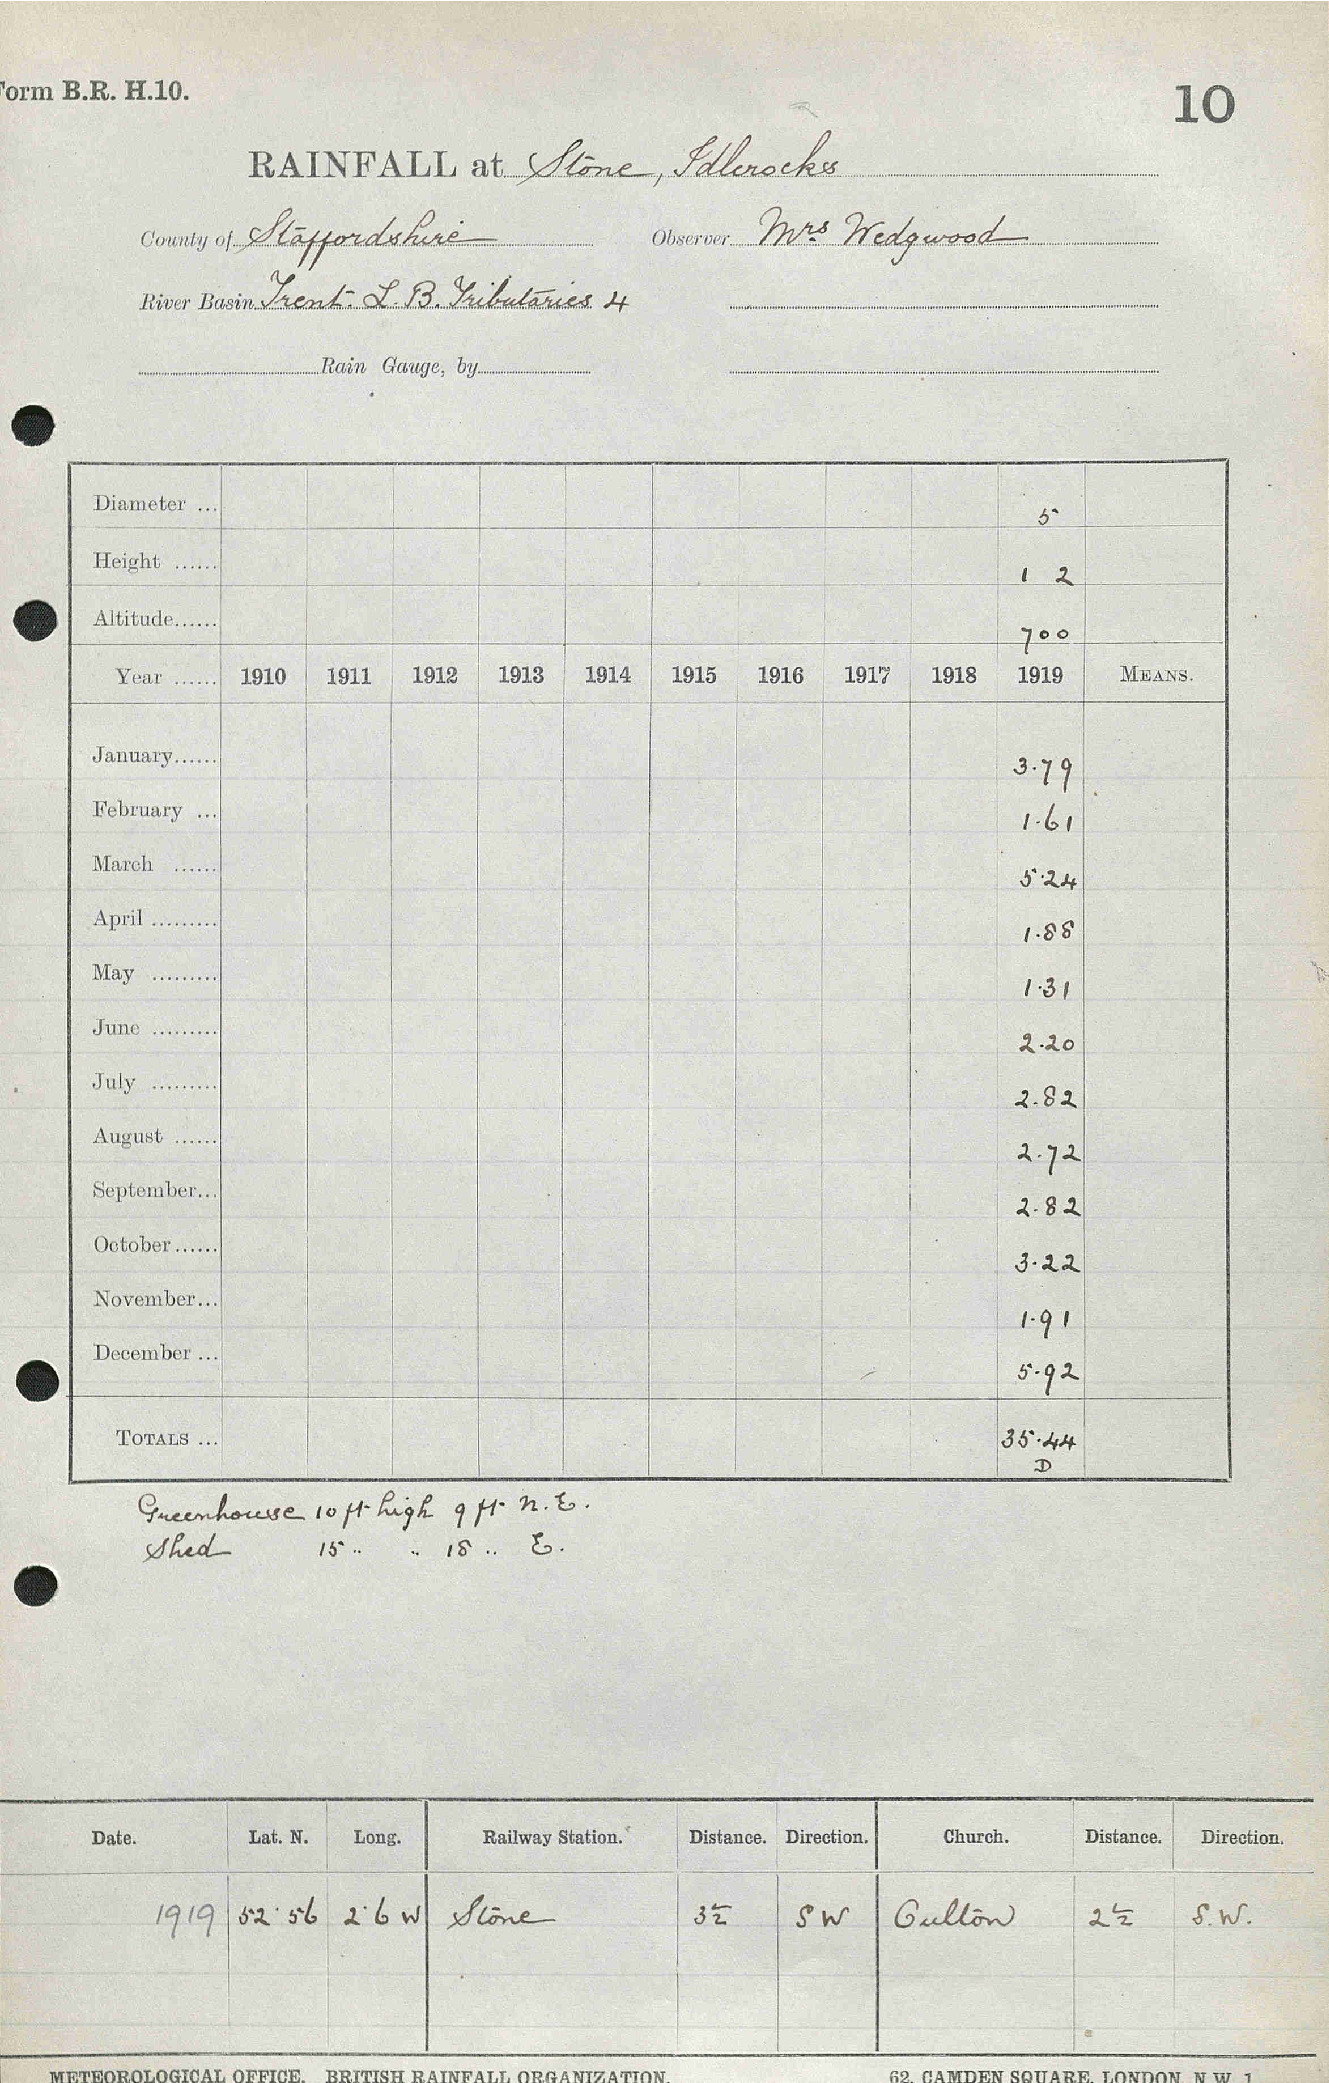 Form B.R. H.10.
10
RAINFALL at Stone, Idlerocks
County of Staffordshire Observer Mrs Wedgwood
River Basin Trent. L. B. Tributaries 4
Rain Gauge, by
Diameter ... 5
Height ...... 1 2
Altitude...... 700
Year ...... 1910 1911 1912 1913 1914 1915 1916 1917 1918 1919 MEANS.
January...... 3.79
February ... 1.61
March ...... 5.24
April ......... 1.88
May ......... 1.31
June ......... 2.20
July ......... 2.82
August ...... 2.72
September... 2.82
October...... 3.22
November... 1.91
December ... 5.92
TOTALS ... 35.44
D
Greenhouse 10 ft high 9 ft N.E.
Shed 15 " " 18 " E.
Date. Lat. N. Long. Railway Station. Distance. Direction. Church. Distance. Direction.
1919 52° 56 2° 6 W Stone 3½ SW Oulton 2½ S.W.
METEOROLOGICAL OFFICE. BRITISH RAINFALL ORGANIZATION. 62, CAMDEN SQUARE, LONDON, N.W. 1